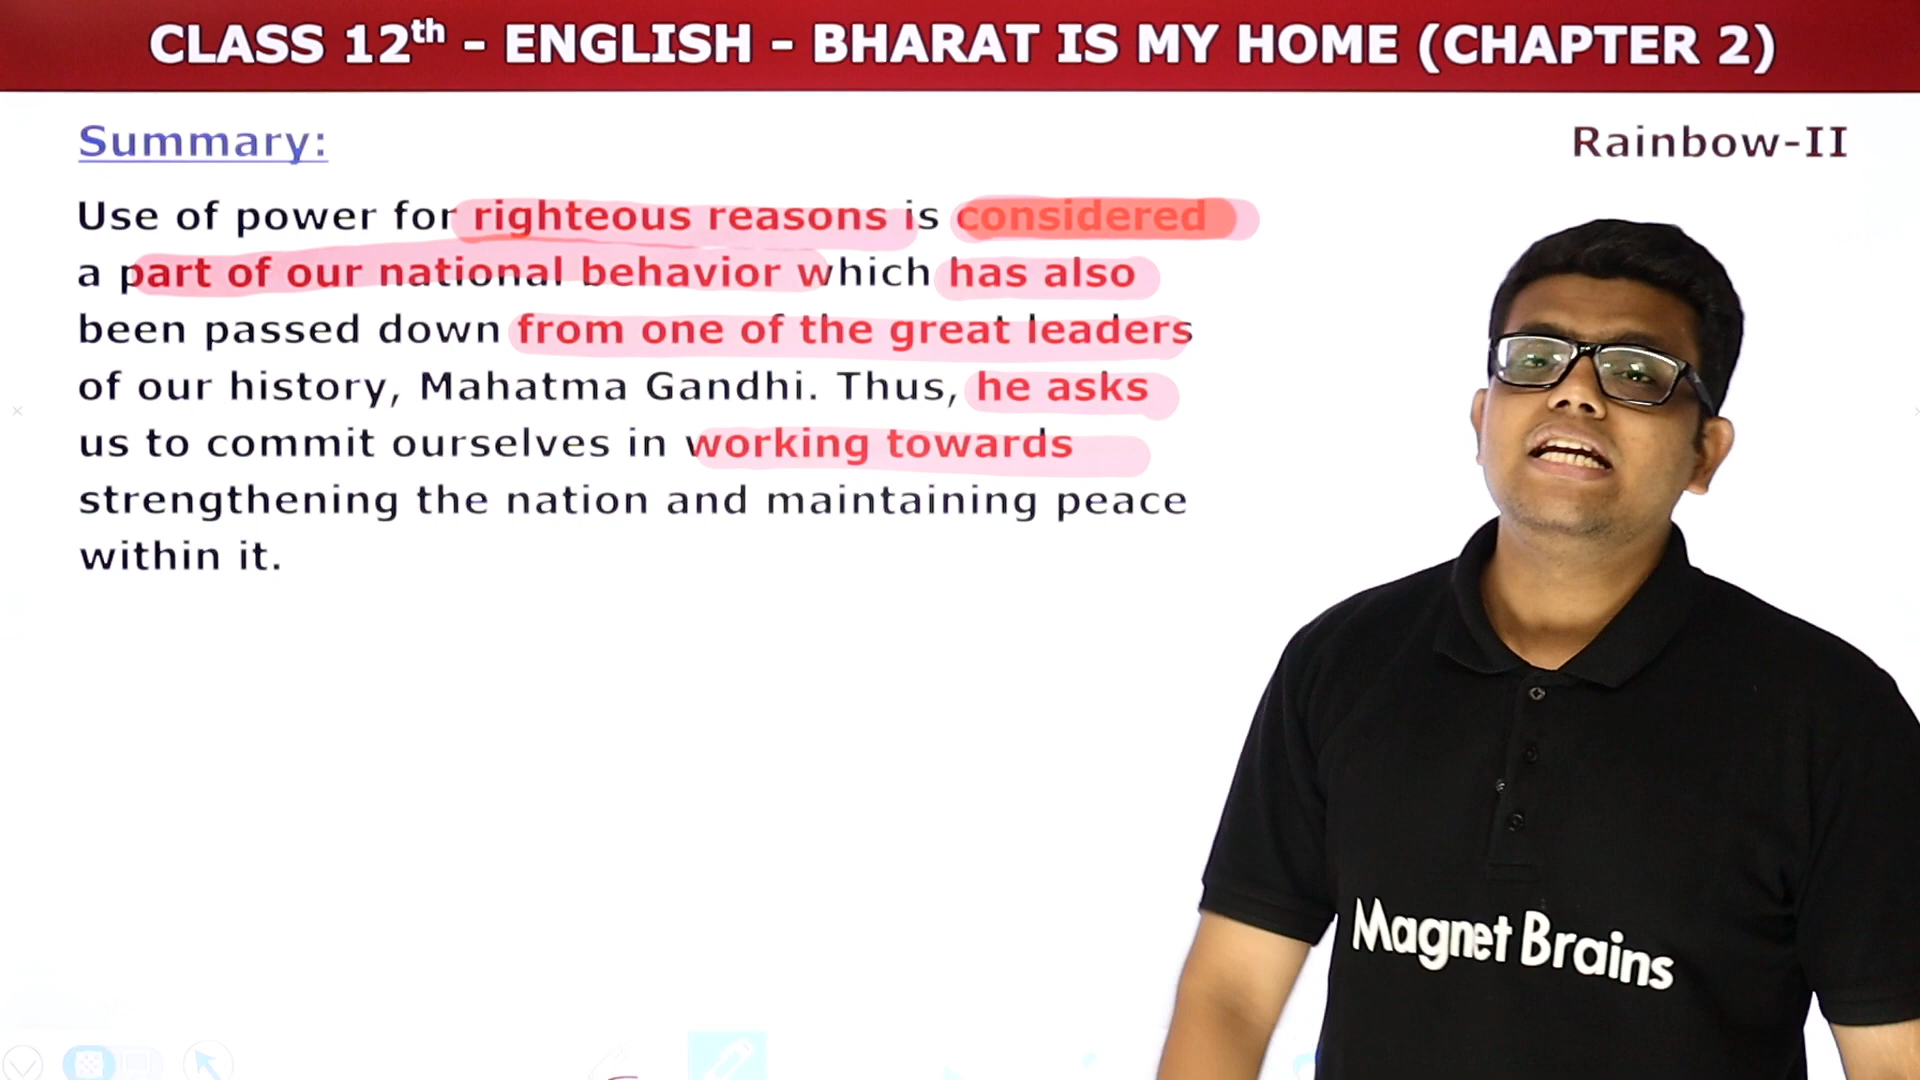 CLASS 12th - ENGLISH - BHARAT IS MY HOME (CHAPTER 2)
Summary:
Rainbow-II
Use of power for righteous reasons is considered
a part of our national behavior which has also
been passed down from one of the great leaders
of our history, Mahatma Gandhi. Thus, he asks
us to commit ourselves in working towards
strengthening the nation and maintaining peace
within it.
Magnet Brains